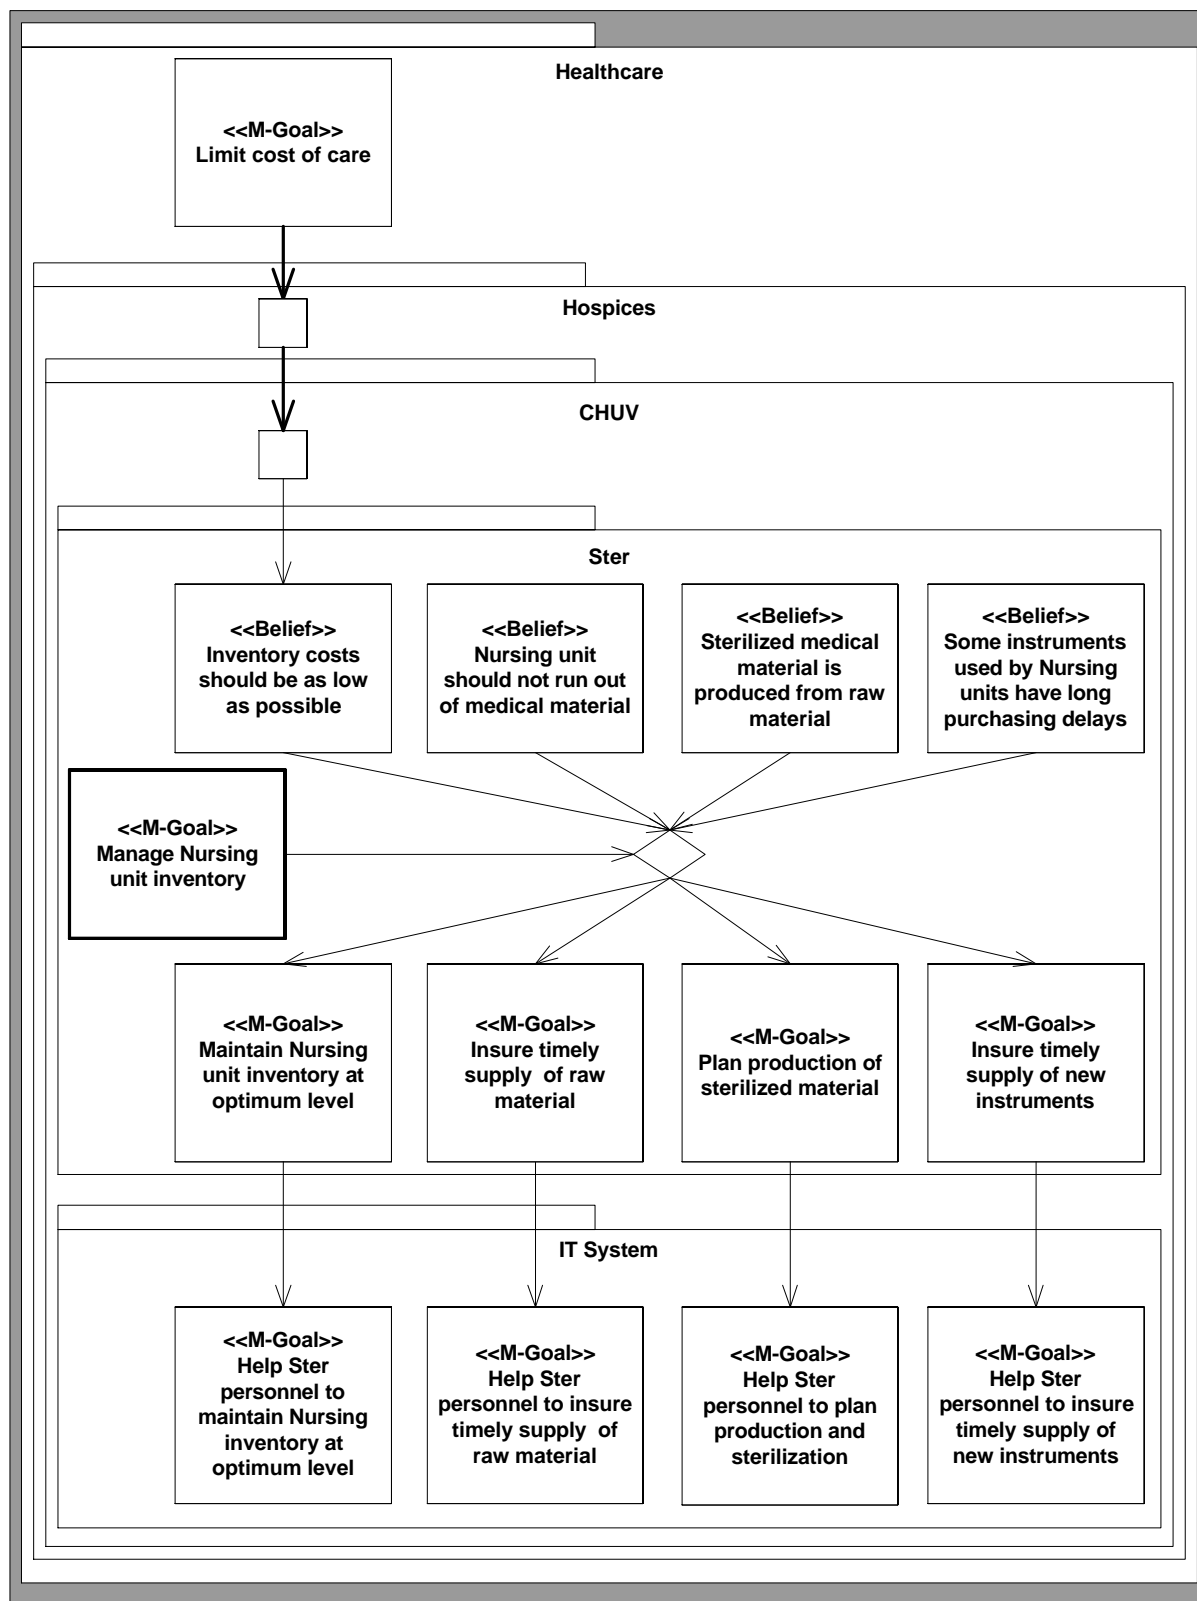 Healthcare
<<M-Goal>>
Limit cost of care
Hospices
CHUV
Ster
<<Belief>>
Inventory costs
should be as low
as possible
<<Belief>>
Nursing unit
should not run out
of medical material
<<Belief>>
Sterilized medical
material is
produced from raw
material
<<Belief>>
Some instruments
used by Nursing
units have long
purchasing delays
<<M-Goal>>
Manage Nursing
unit inventory
<<M-Goal>>
Maintain Nursing
unit inventory at
optimum level
<<M-Goal>>
Insure timely
supply of raw
material
<<M-Goal>>
Plan production of
sterilized material
<<M-Goal>>
Insure timely
supply of new
instruments
IT System
<<M-Goal>>
Help Ster
personnel to
maintain Nursing
inventory at
optimum level
<<M-Goal>>
Help Ster
personnel to insure
timely supply of
raw material
<<M-Goal>>
Help Ster
personnel to plan
production and
sterilization
<<M-Goal>>
Help Ster
personnel to insure
timely supply of
new instruments